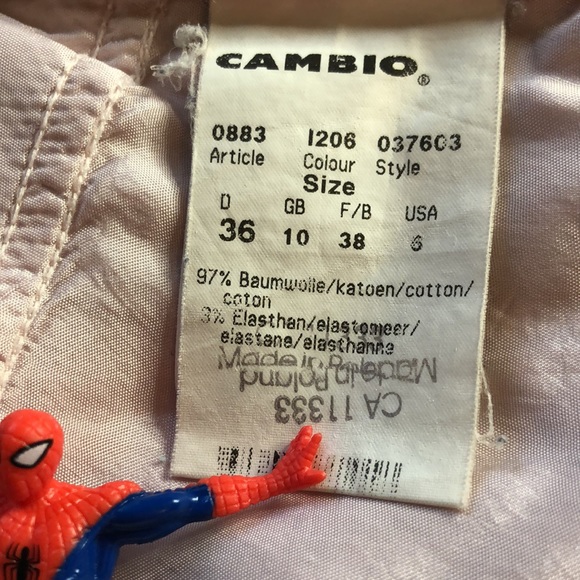 CAMBIO®
0883 I206 037603
Article Colour Style
Size
D GB F/B USA
36 10 38 6
97% Baumwolle/katoen/cotton/
coton
3% Elasthan/elastomeer/
elastane/elasthanne
Made in Poland
CA 11333